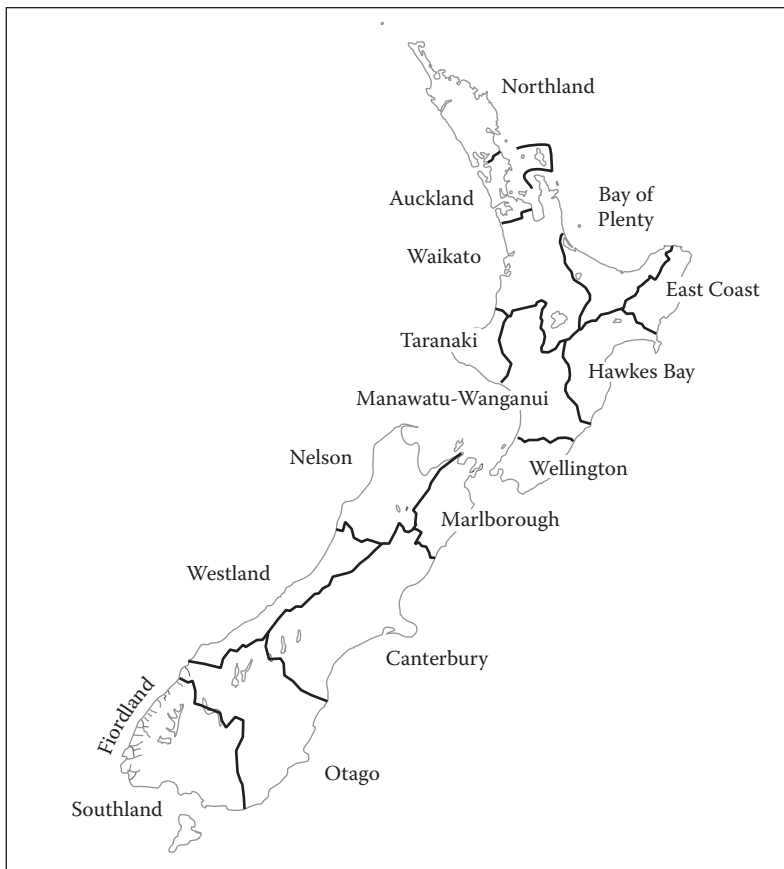 Northland
Auckland
Bay of
Plenty
Waikato
East Coast
Taranaki
Hawkes Bay
Manawatu-Wanganui
Nelson
Wellington
Marlborough
Westland
Canterbury
Fiordland
Otago
Southland